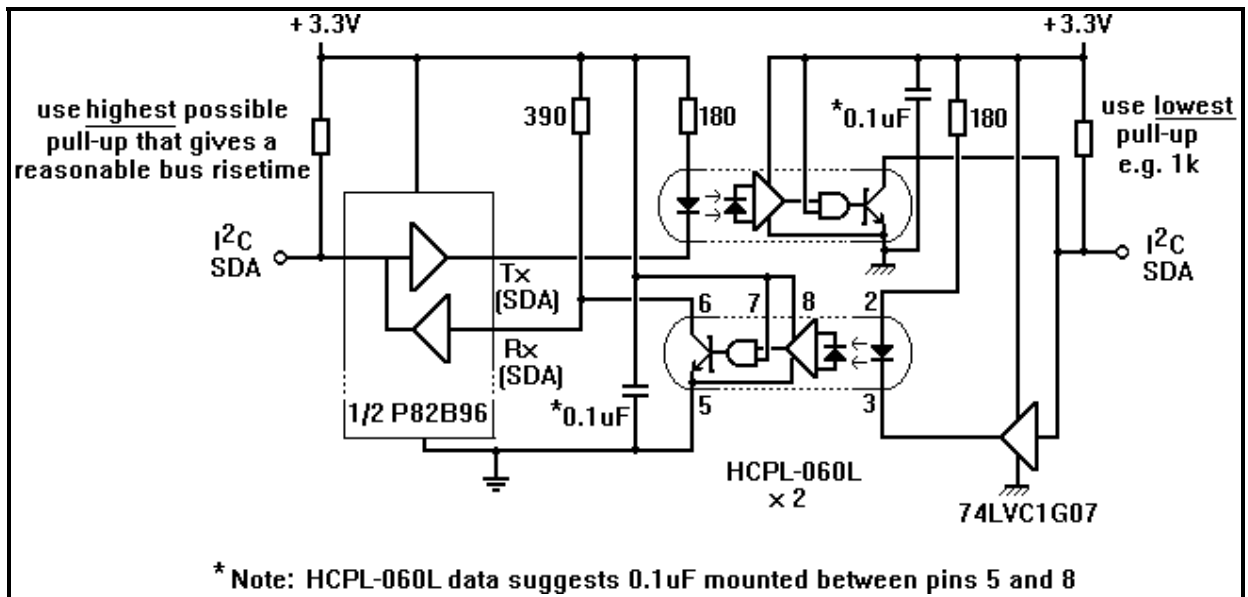 +3.3V
+3.3V
use highest possible
pull-up that gives a
reasonable bus risetime
390
180
*0.1uF
180
use lowest
pull-up
e.g. 1k
I²C
SDA
Tx
(SDA)
Rx
(SDA)
1/2 P82B96
6
7
8
2
5
3
*0.1uF
I²C
SDA
HCPL-060L
x 2
74LVC1G07
*Note: HCPL-060L data suggests 0.1uF mounted between pins 5 and 8